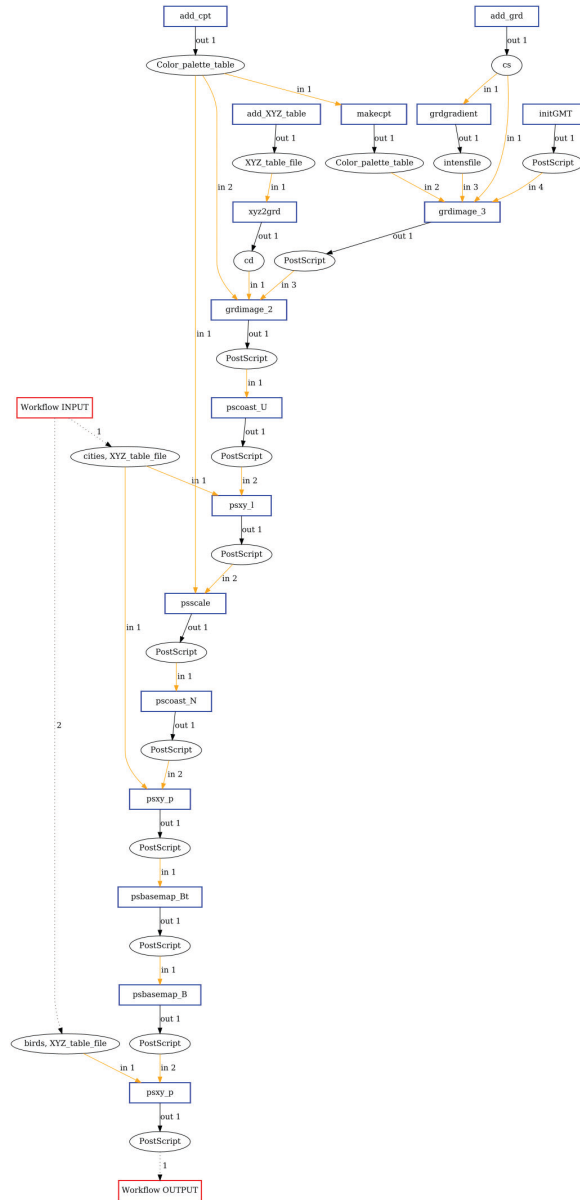 add_cpt
add_grd
out 1
out 1
Color_palette_table
cs
in 1
in 1
add_XYZ_table
makecpt
grdgradient
initGMT
out 1
out 1
out 1
in 1
out 1
XYZ_table_file
Color_palette_table
intensfile
PostScript
in 2
in 1
in 2
in 3
in 4
xyz2grd
grdimage_3
out 1
out 1
cd
PostScript
in 1
in 3
grdimage_2
in 1
out 1
PostScript
in 1
Workflow INPUT
pscoast_U
1
out 1
cities, XYZ_table_file
PostScript
in 1
in 2
psxy_l
out 1
PostScript
in 2
psscale
in 1
out 1
PostScript
in 1
pscoast_N
2
out 1
PostScript
in 2
psxy_p
out 1
PostScript
in 1
psbasemap_Bt
out 1
PostScript
in 1
psbasemap_B
out 1
birds, XYZ_table_file
PostScript
in 1
in 2
psxy_p
out 1
PostScript
1
Workflow OUTPUT